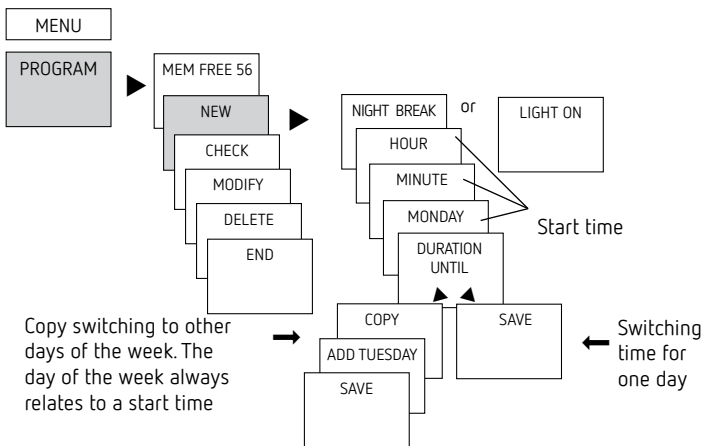 MENU
PROGRAM
MEM FREE 56
NEW
CHECK
MODIFY
DELETE
END
NIGHT BREAK
or
LIGHT ON
HOUR
MINUTE
MONDAY
Start time
DURATION
UNTIL
Copy switching to other
days of the week. The
day of the week always
relates to a start time
COPY
ADD TUESDAY
SAVE
SAVE
Switching
time for
one day